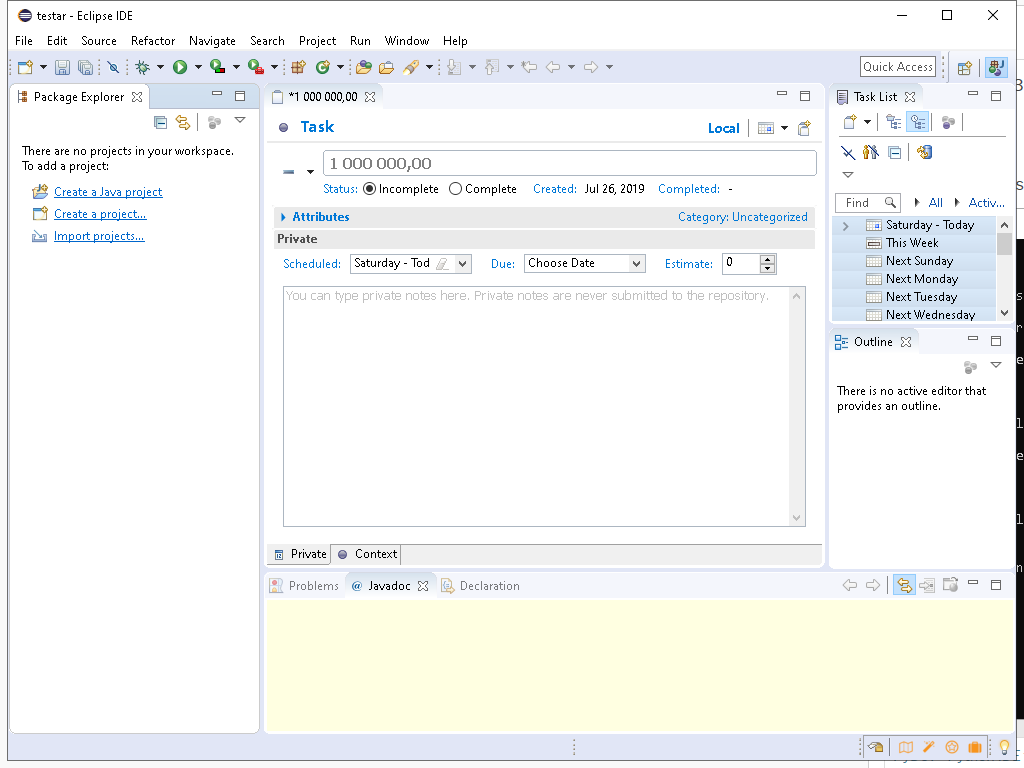 testar - Eclipse IDE
File Edit Source Refactor Navigate Search Project Run Window Help
Quick Access
Package Explorer
There are no projects in your workspace.
To add a project:
Create a Java project
Create a project...
Import projects...
*1 000 000,00
Task
Local
1 000 000,00
Status: Incomplete Complete Created: Jul 26, 2019 Completed: -
Attributes
Category: Uncategorized
Private
Scheduled: Saturday - Tod Due: Choose Date Estimate: 0
You can type private notes here. Private notes are never submitted to the repository.
Private Context
Task List
Find All Activ...
Saturday - Today
This Week
Next Sunday
Next Monday
Next Tuesday
Next Wednesday
Outline
There is no active editor that
provides an outline.
Problems @ Javadoc Declaration